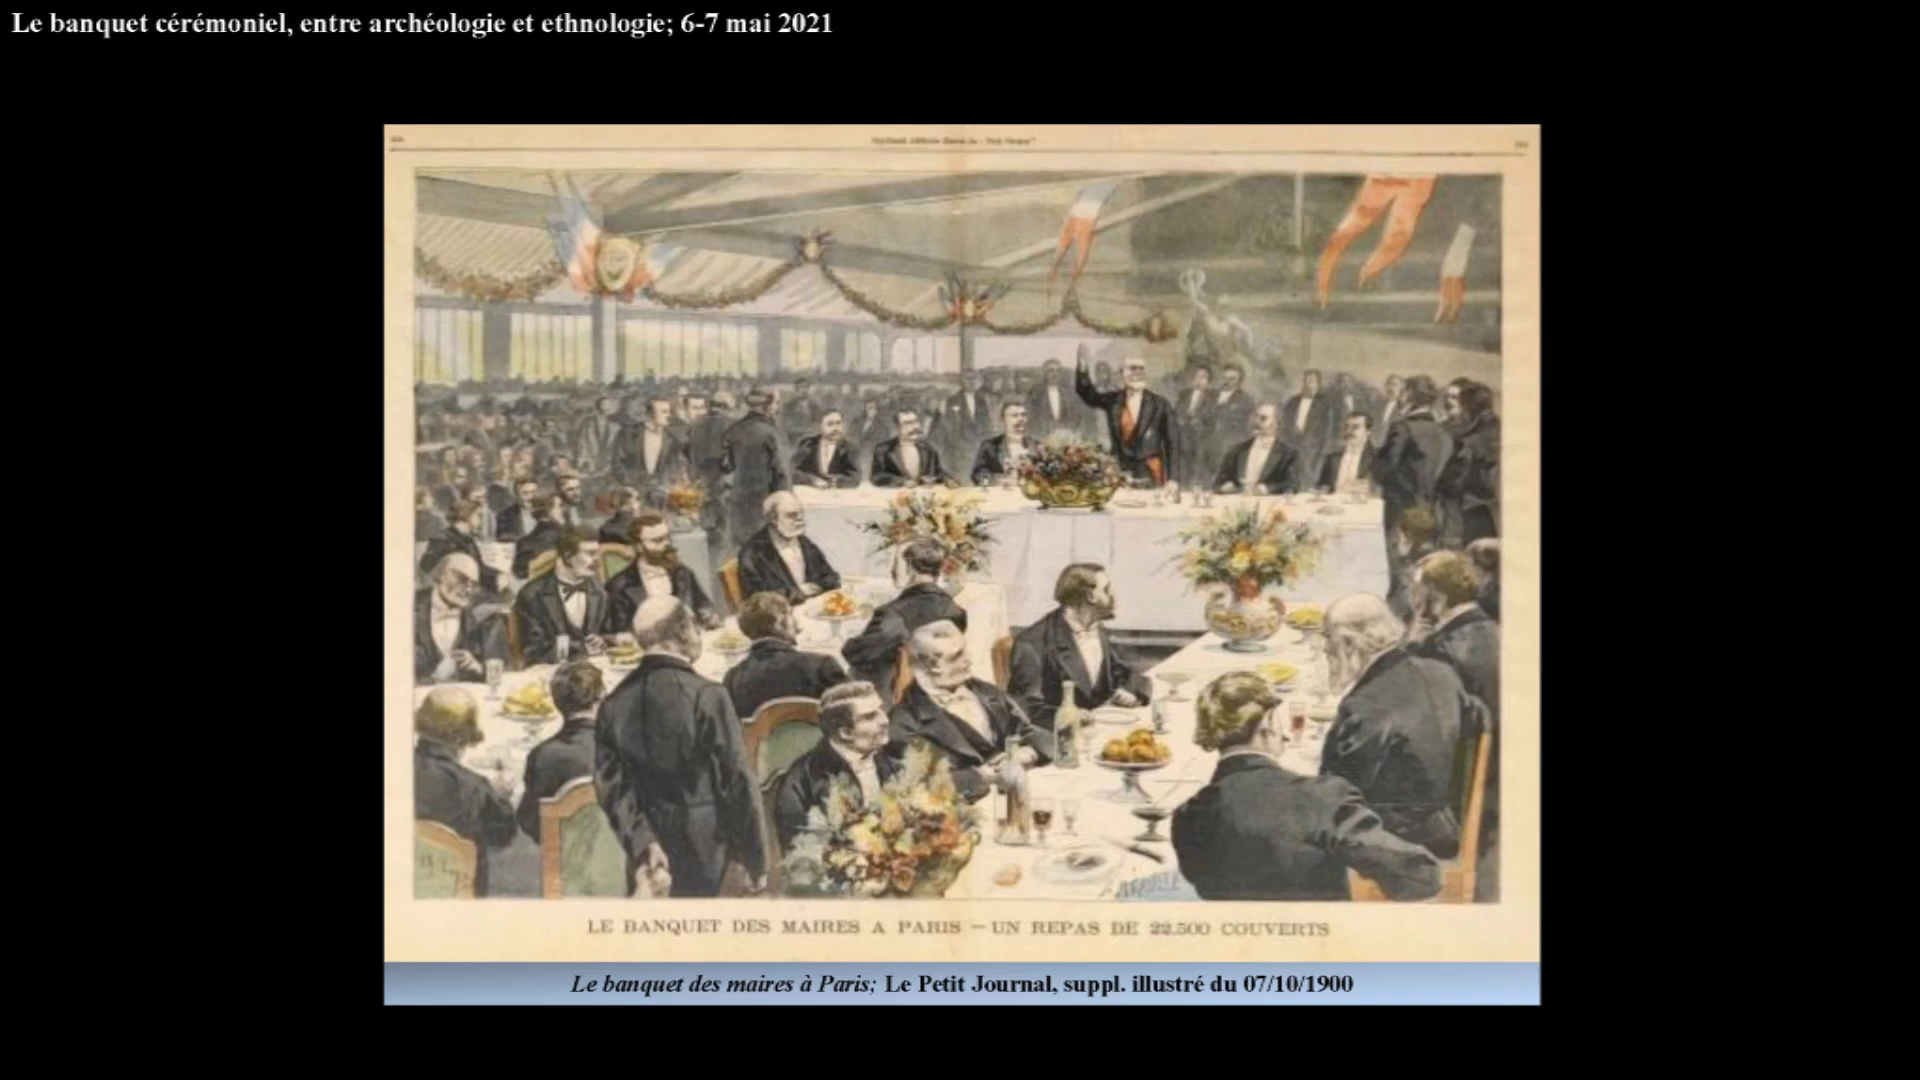 Le banquet cérémoniel, entre archéologie et ethnologie; 6-7 mai 2021
LE BANQUET DES MAIRES A PARIS — UN REPAS DE 22.500 COUVERTS
Le banquet des maires à Paris; Le Petit Journal, suppl. illustré du 07/10/1900